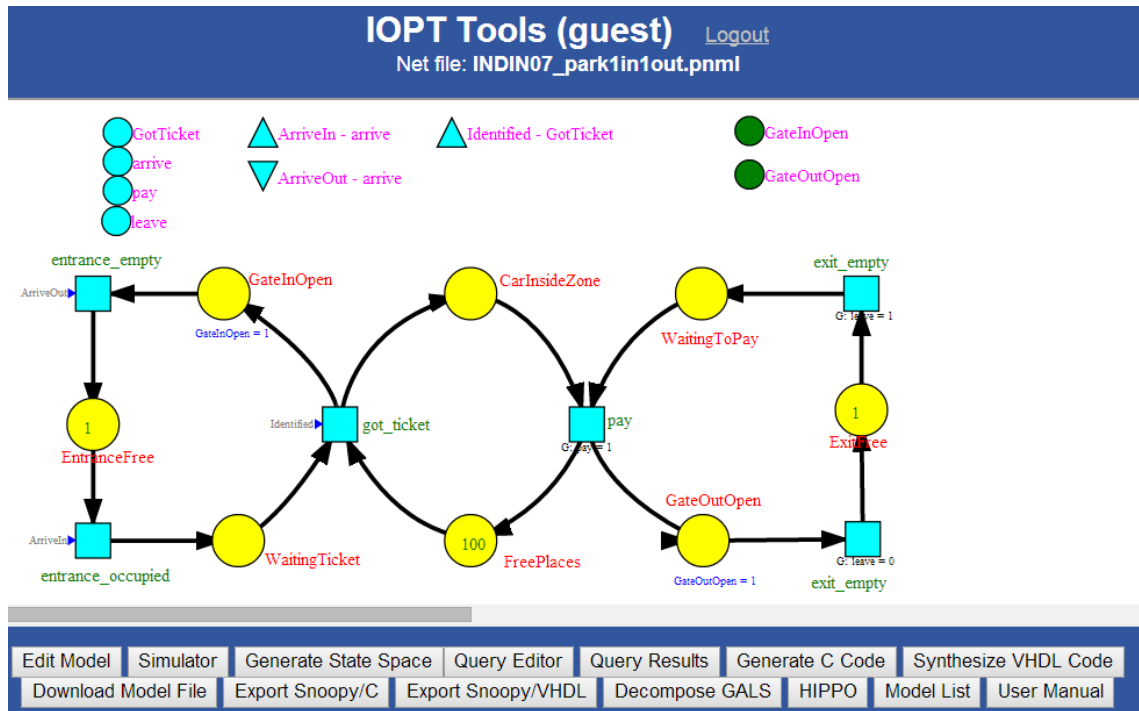 IOPT Tools (guest) Logout
Net file: INDIN07_park1in1out.pnml
GotTicket
arrive
pay
leave
ArriveIn - arrive
ArriveOut - arrive
Identified - GotTicket
GateInOpen
GateOutOpen
entrance_empty
ArriveOut
GateInOpen
GateInOpen = 1
CarInsideZone
exit_empty
G: leave = 1
WaitingToPay
1
EntranceFree
Identified
got_ticket
pay
G: pay = 1
1
ExitFree
ArriveIn
entrance_occupied
WaitingTicket
100
FreePlaces
GateOutOpen
GateOutOpen = 1
G: leave = 0
exit_empty
Edit Model Simulator Generate State Space Query Editor Query Results Generate C Code Synthesize VHDL Code
Download Model File Export Snoopy/C Export Snoopy/VHDL Decompose GALS HIPPO Model List User Manual